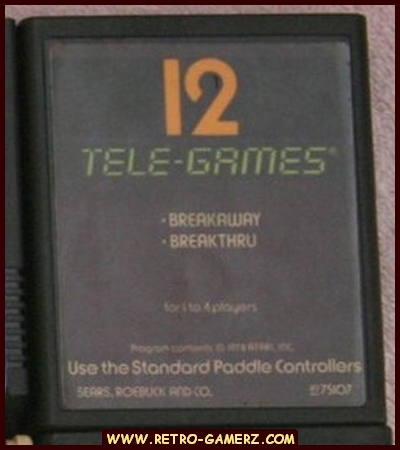 12
TELE-GAMES®
• BREAKAWAY
• BREAKTHRU
for 1 to 4 players
Program contents © 1978 ATARI, INC.
Use the Standard Paddle Controllers
SEARS, ROEBUCK AND CO.
75107
WWW.RETRO-GAMERZ.COM